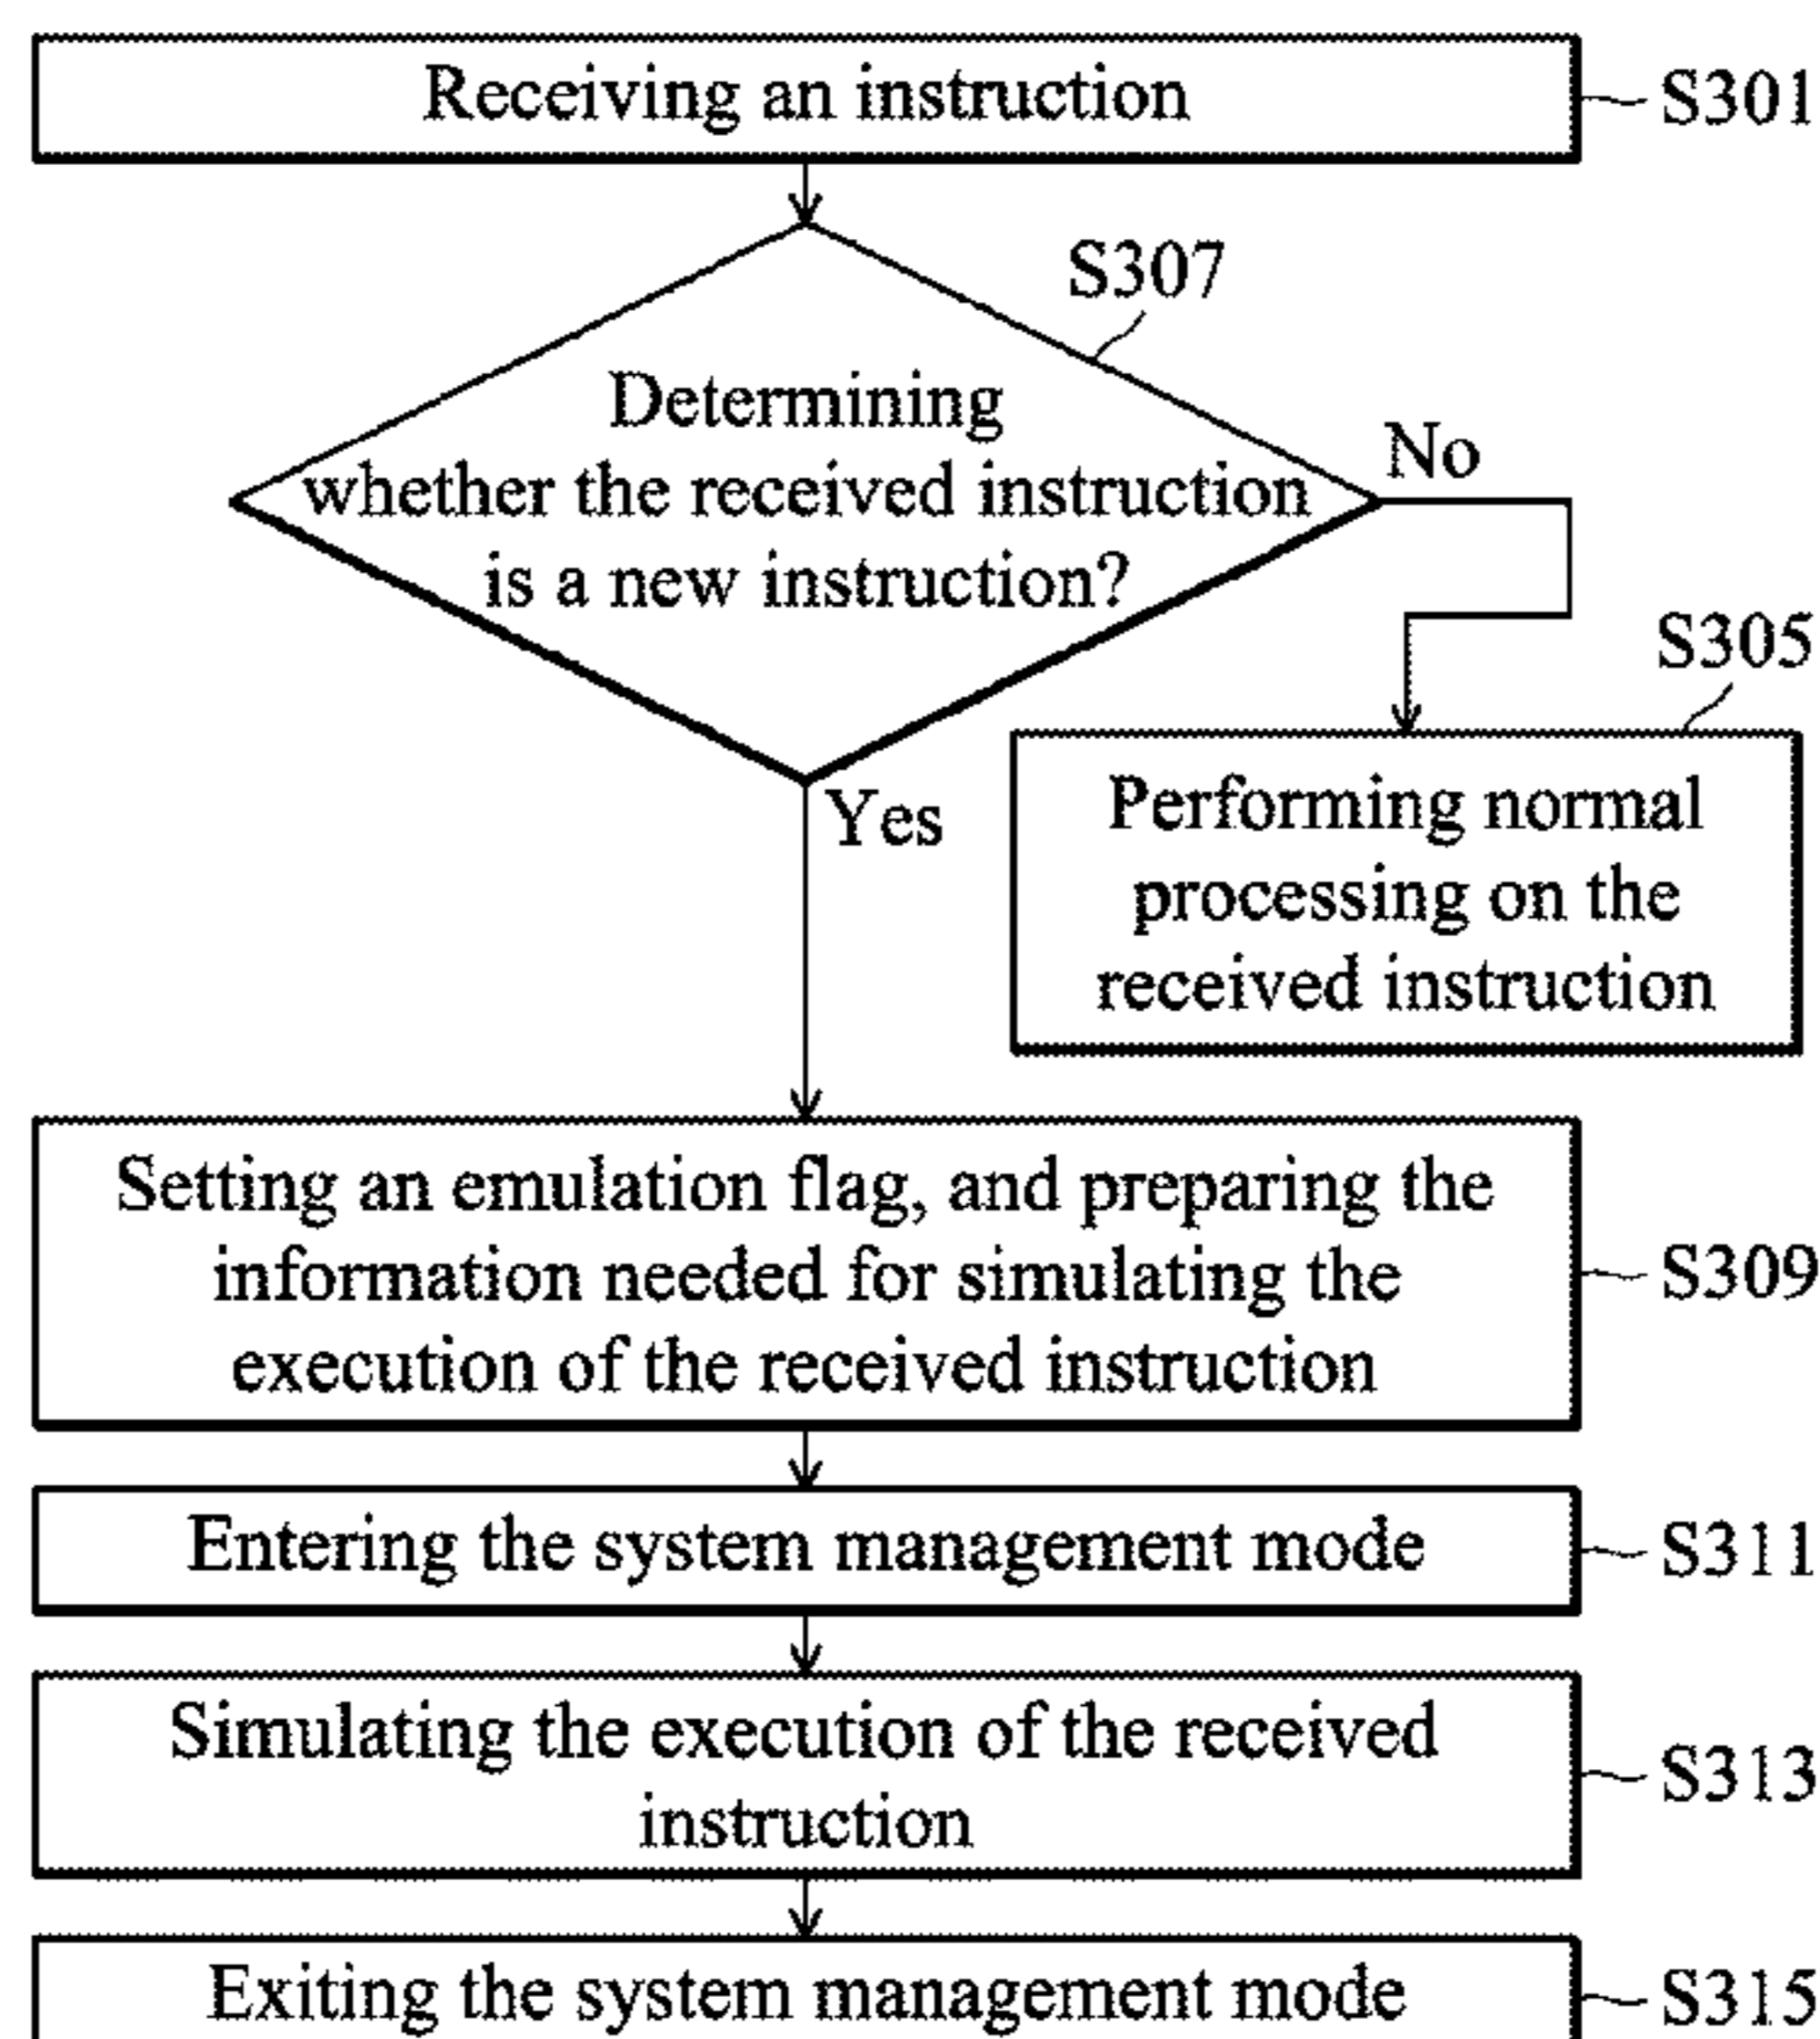 Receiving an instruction
S301
S307
Determining
whether the received instruction
is a new instruction?
No
Yes
S305
Performing normal
processing on the
received instruction
Setting an emulation flag, and preparing the
information needed for simulating the
execution of the received instruction
S309
Entering the system management mode
S311
Simulating the execution of the received
instruction
S313
Exiting the system management mode
S315